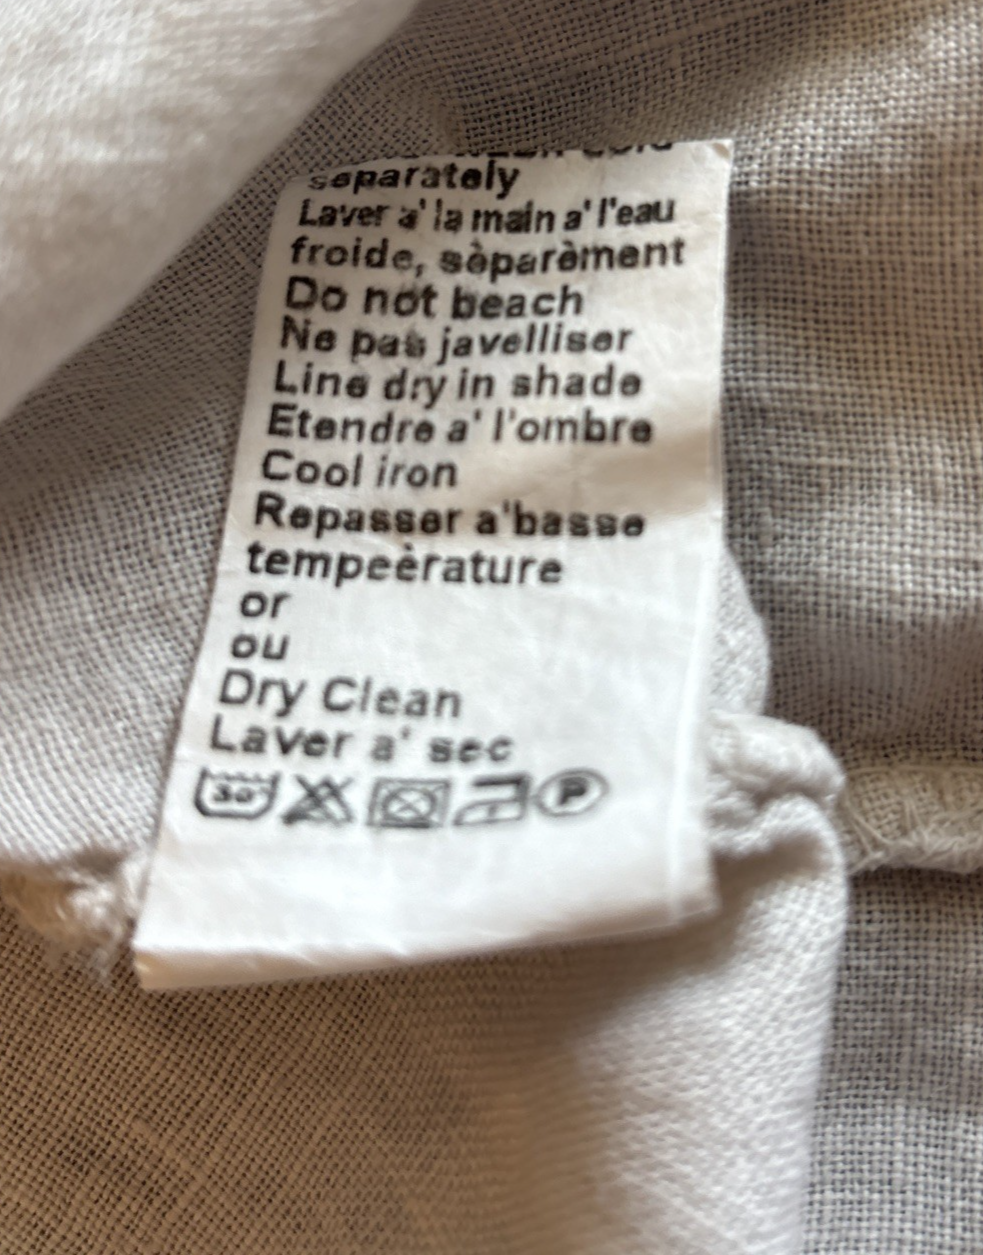 separately
Laver a' la main a' l'eau
froide, sèparèment
Do not beach
Ne pas javelliser
Line dry in shade
Etendre a' l'ombre
Cool iron
Repasser a'basse
tempeèrature
or
ou
Dry Clean
Laver a' sec
30°
P